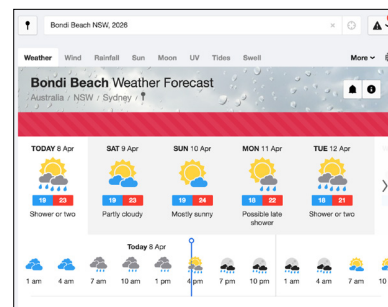 Bondi Beach NSW, 2026
Weather Wind Rainfall Sun Moon UV Tides Swell More
Bondi Beach Weather Forecast
Australia / NSW / Sydney /
TODAY 8 Apr SAT 9 Apr SUN 10 Apr MON 11 Apr TUE 12 Apr
19 23 19 23 19 24 18 22 18 21
Shower or two Partly cloudy Mostly sunny Possible late shower Shower or two
Today 8 Apr
1 am 4 am 7 am 10 am 1 pm 4 pm 7 pm 10 pm 1 am 4 am 7 am 10